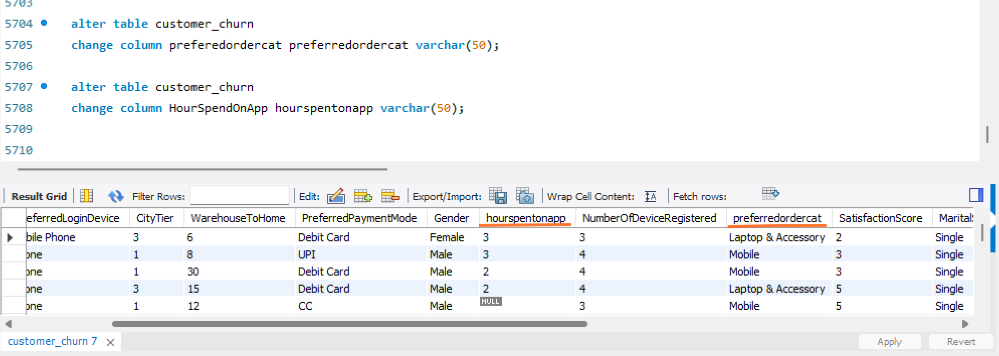 5703
5704 alter table customer_churn
5705 change column preferedordercat preferredordercat varchar(50);
5706
5707 alter table customer_churn
5708 change column HourSpendOnApp hourspentonapp varchar(50);
5709
5710
Result Grid Filter Rows: Edit: Export/Import: Wrap Cell Content: Fetch rows:
eferredLoginDevice CityTier WarehouseToHome PreferredPaymentMode Gender hourspentonapp NumberOfDeviceRegistered preferredordercat SatisfactionScore Marital
bile Phone 3 6 Debit Card Female 3 3 Laptop & Accessory 2 Single
one 1 8 UPI Male 3 4 Mobile 3 Single
one 1 30 Debit Card Male 2 4 Mobile 3 Single
one 3 15 Debit Card Male 2 4 Laptop & Accessory 5 Single
one 1 12 CC Male NULL 3 Mobile 5 Single
customer_churn 7 Apply Revert